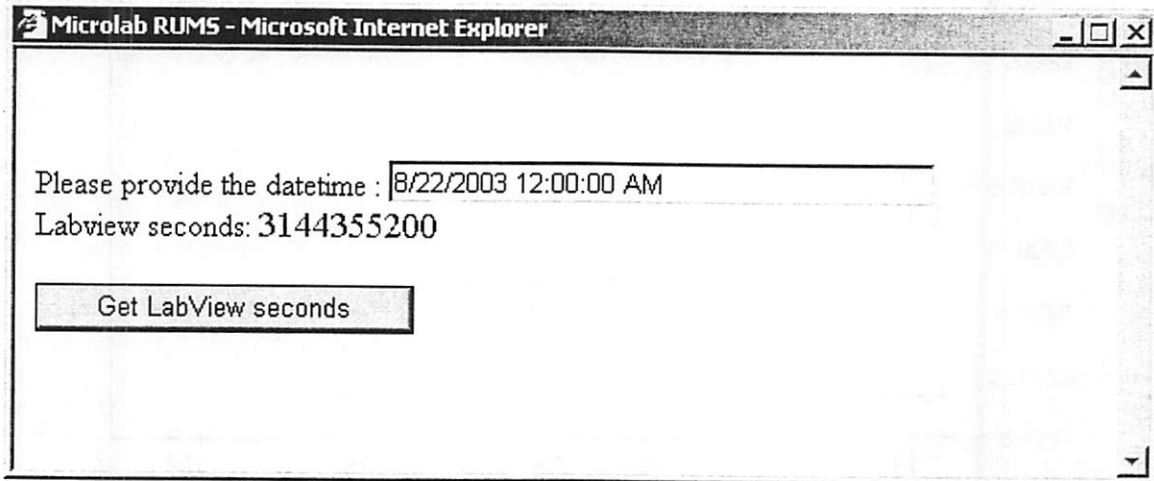 Microlab RUMS - Microsoft Internet Explorer
Please provide the datetime : 8/22/2003 12:00:00 AM
Labview seconds: 3144355200
Get LabView seconds